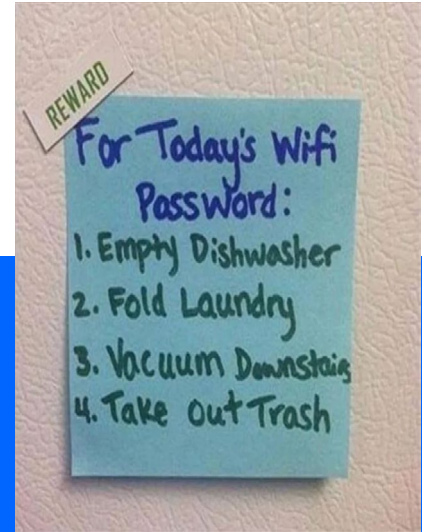 REWARD
For Today's Wifi
Password:
1. Empty Dishwasher
2. Fold Laundry
3. Vacuum Downstairs
4. Take Out Trash